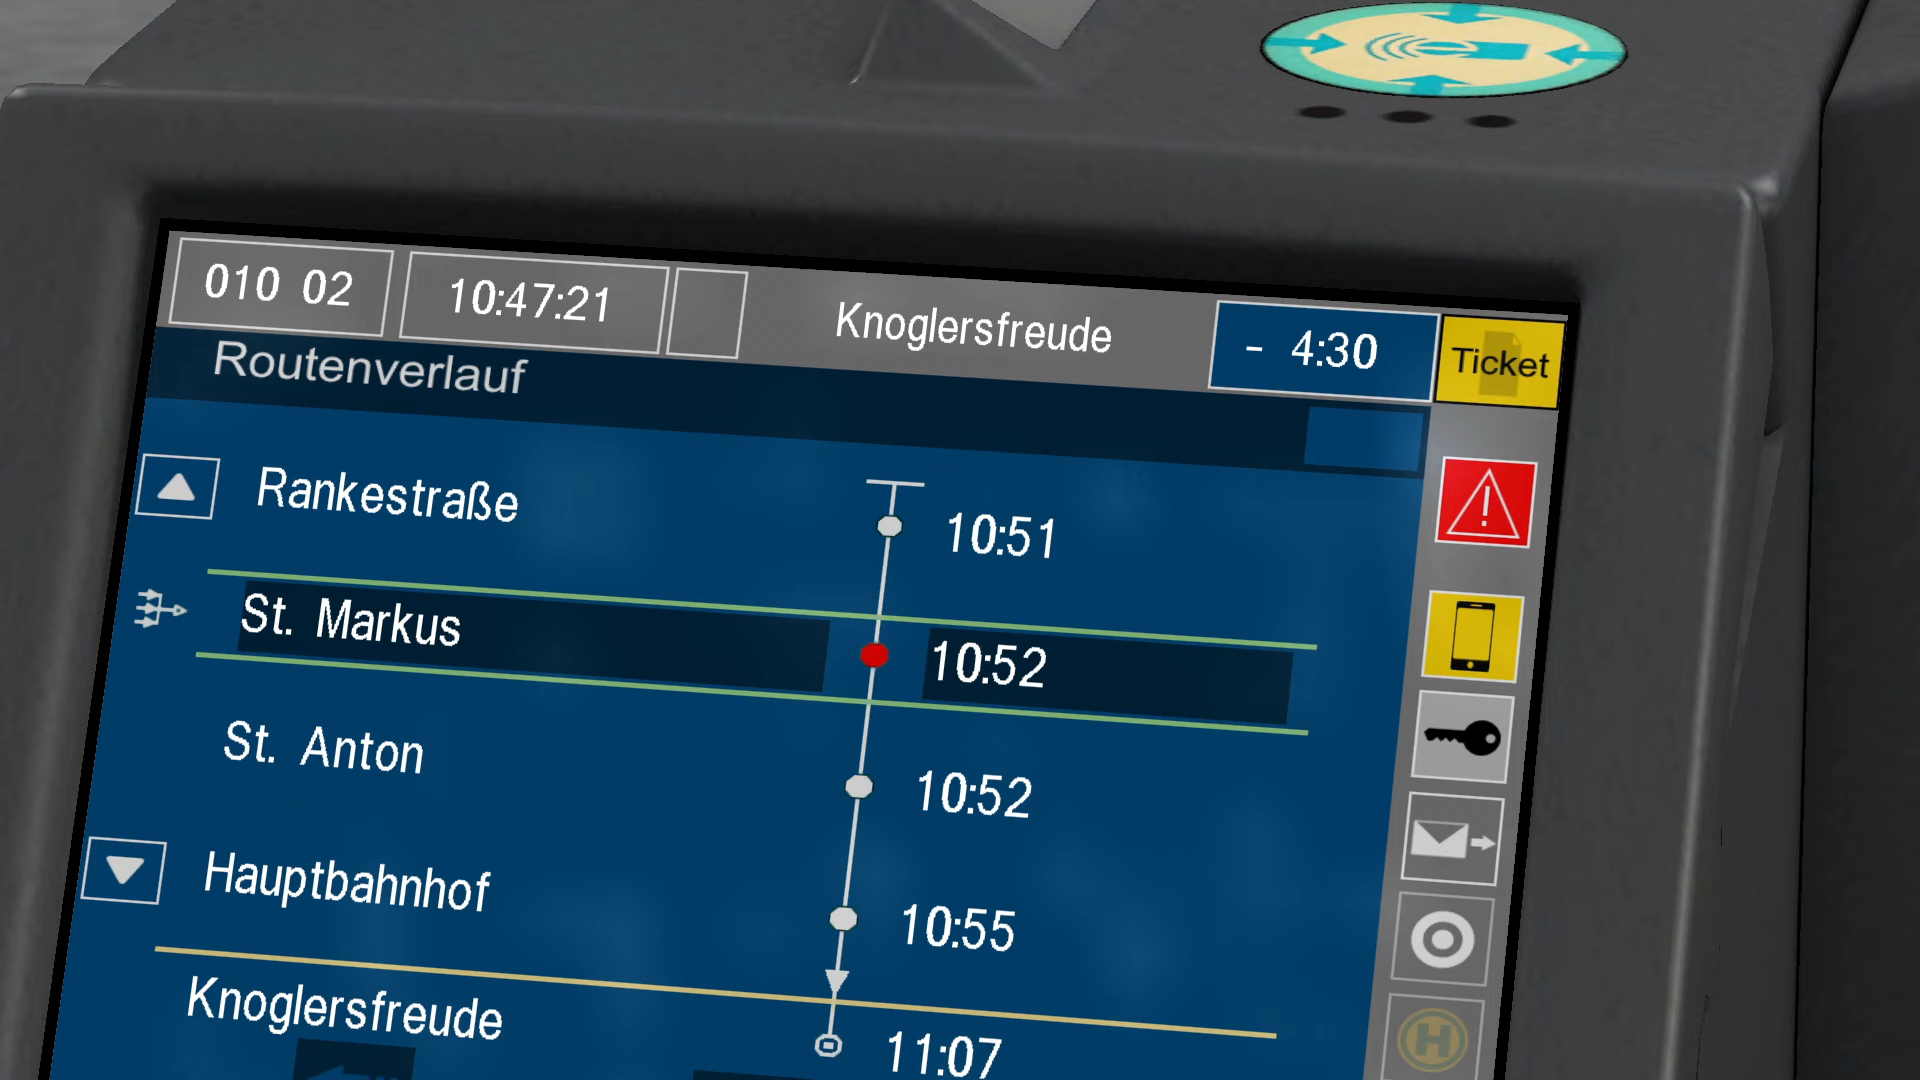 010 02
10:47:21
Knoglersfreude
- 4:30
Ticket
Routenverlauf
Rankestraße 10:51
St. Markus 10:52
St. Anton 10:52
Hauptbahnhof 10:55
Knoglersfreude 11:07
H